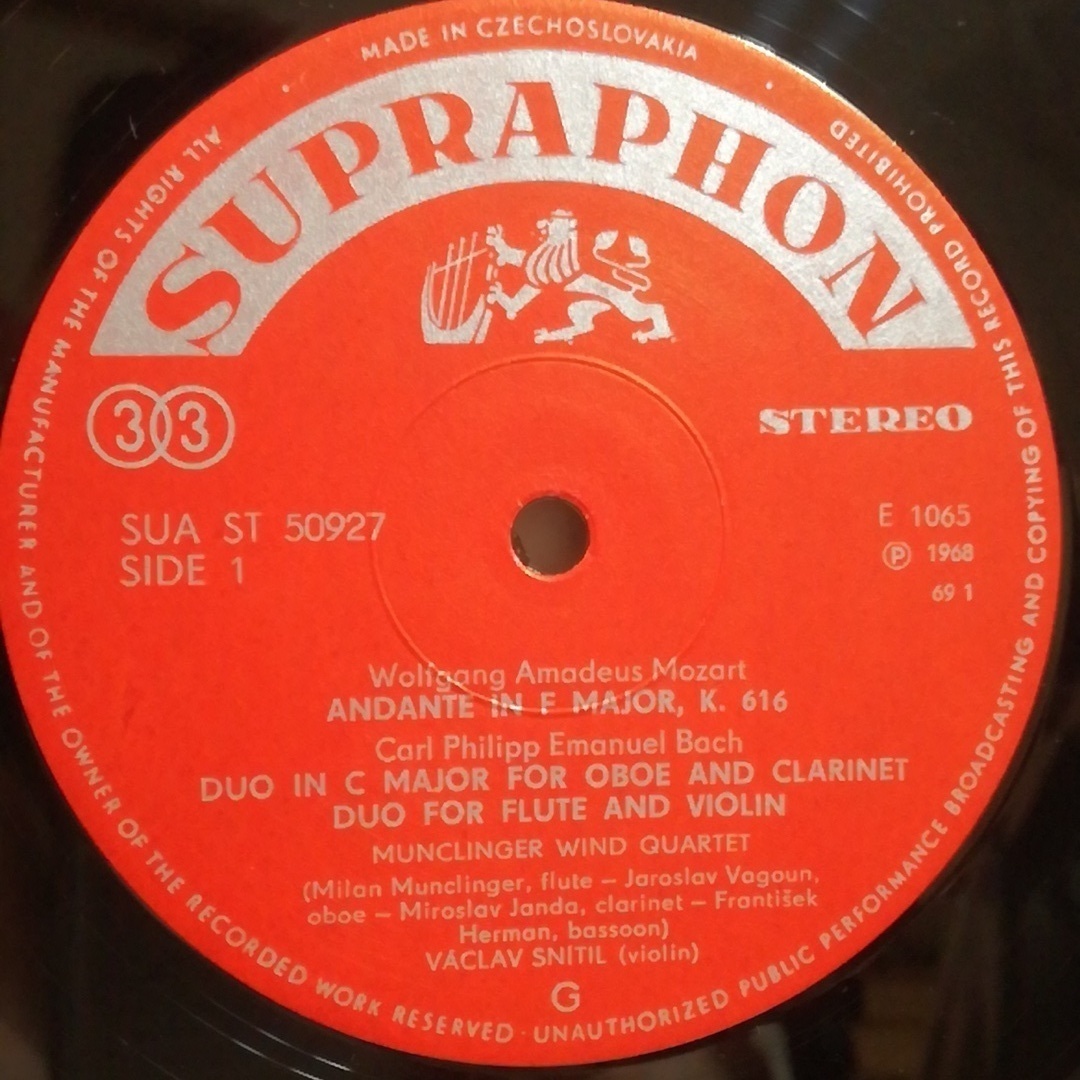 MADE IN CZECHOSLOVAKIA
ALL RIGHTS OF THE MANUFACTURER AND OF THE OWNER OF THE RECORDED WORK RESERVED · UNAUTHORIZED PUBLIC PERFORMANCE BROADCASTING AND COPYING OF THIS RECORD PROHIBITED
SUPRAPHON
33
STEREO
SUA ST 50927
SIDE 1
E 1065
Ⓟ 1968
69 1
Wolfgang Amadeus Mozart
ANDANTE IN F MAJOR, K. 616
Carl Philipp Emanuel Bach
DUO IN C MAJOR FOR OBOE AND CLARINET
DUO FOR FLUTE AND VIOLIN
MUNCLINGER WIND QUARTET
(Milan Munclinger, flute – Jaroslav Vagoun,
oboe – Miroslav Janda, clarinet – František
Herman, bassoon)
VÁCLAV SNÍTIL (violin)
G